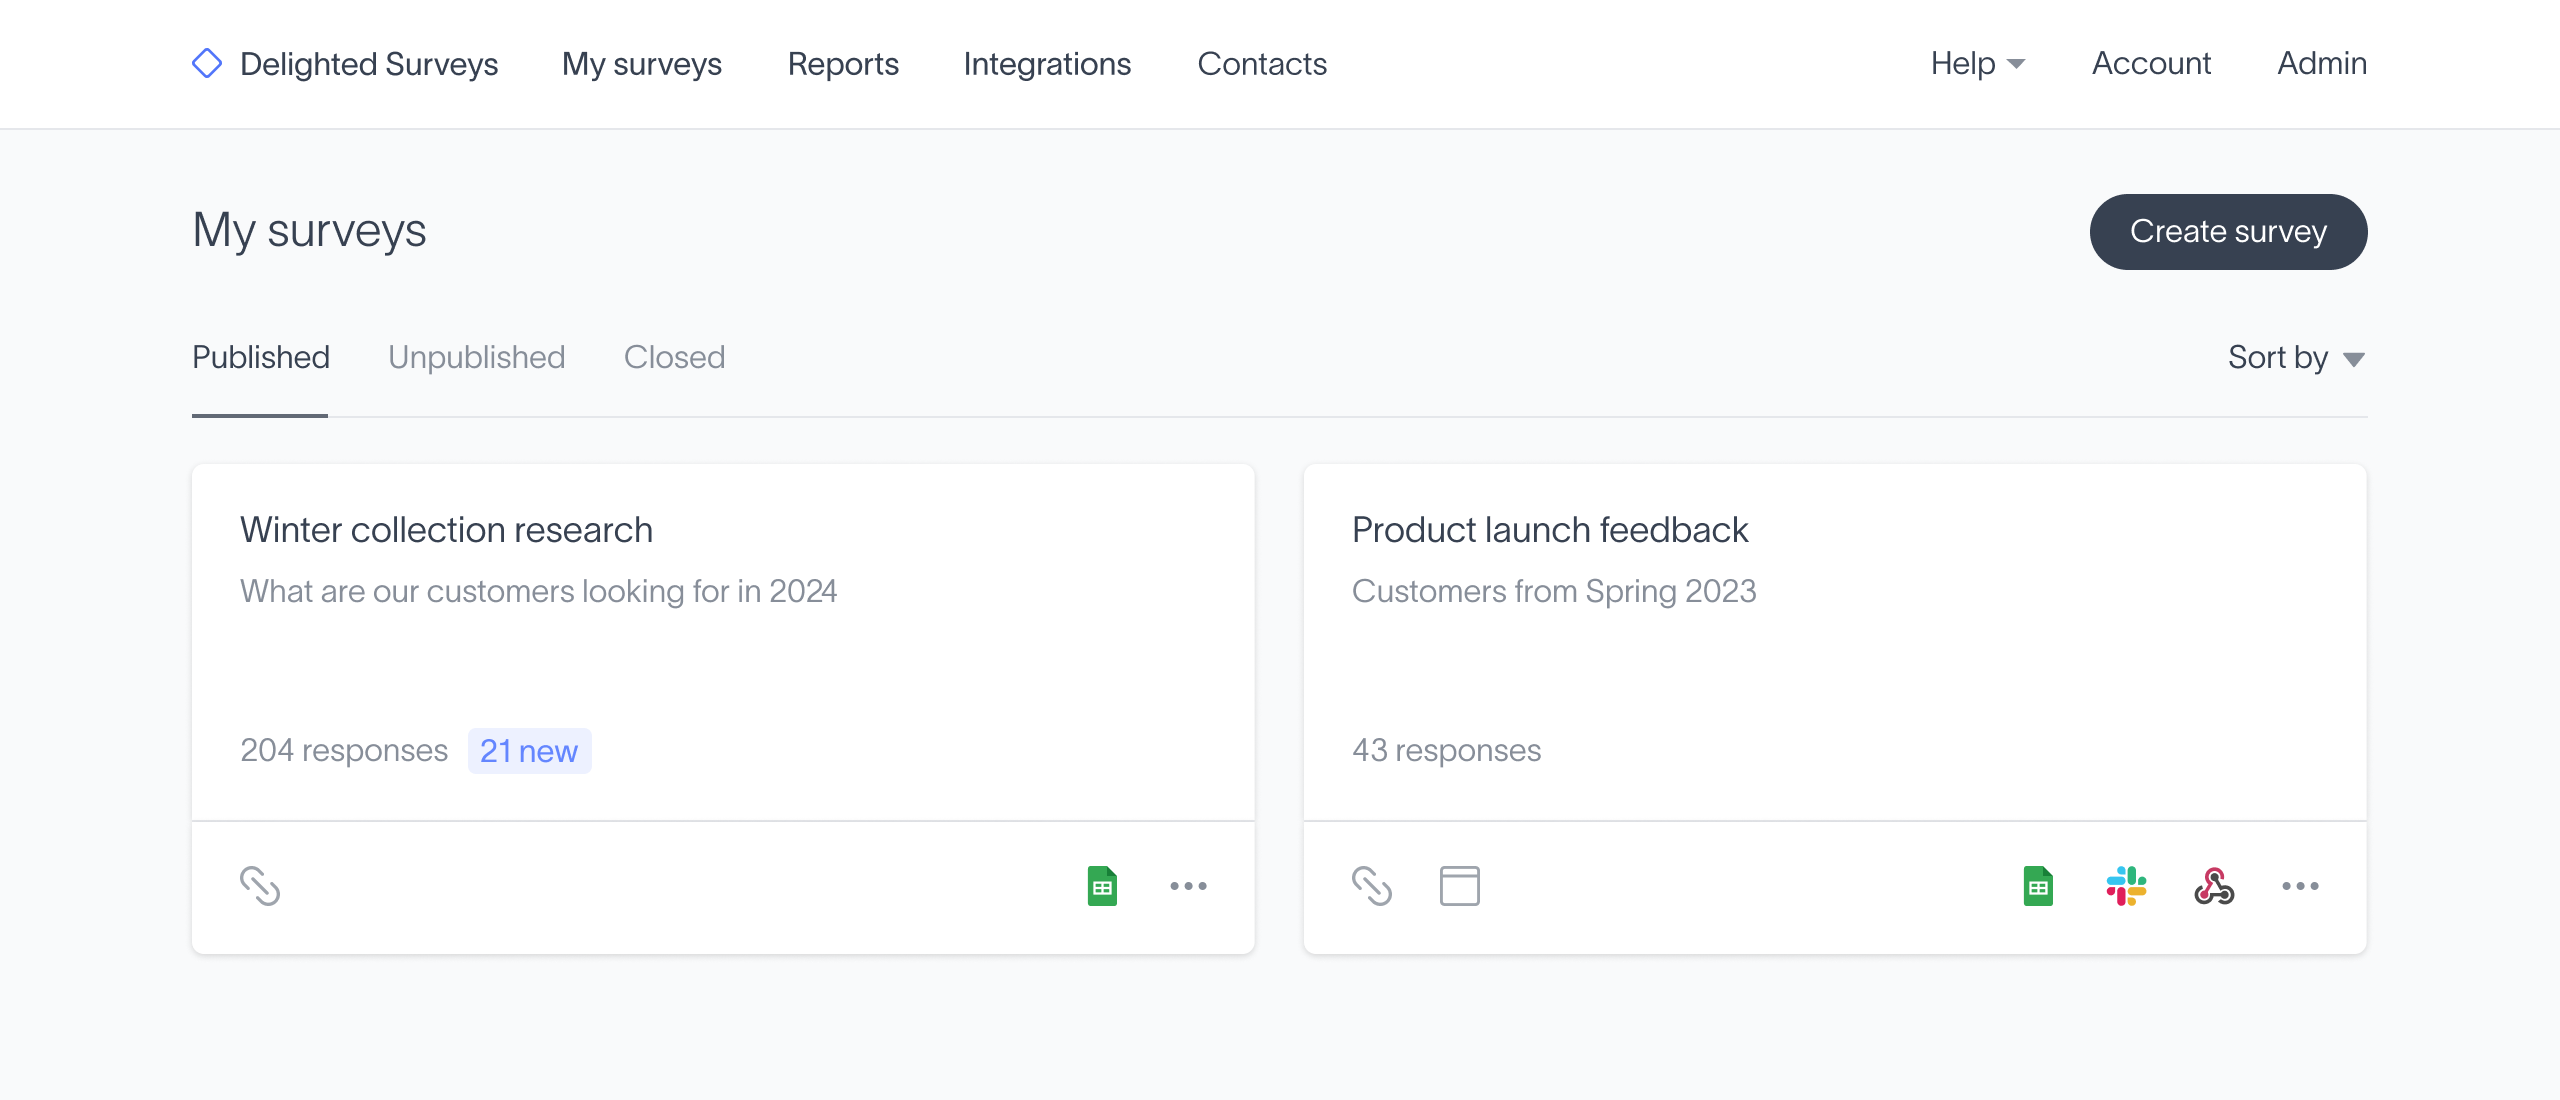 Delighted Surveys My surveys Reports Integrations Contacts Help Account Admin
My surveys Create survey
Published Unpublished Closed Sort by
Winter collection research
What are our customers looking for in 2024
204 responses 21 new
Product launch feedback
Customers from Spring 2023
43 responses